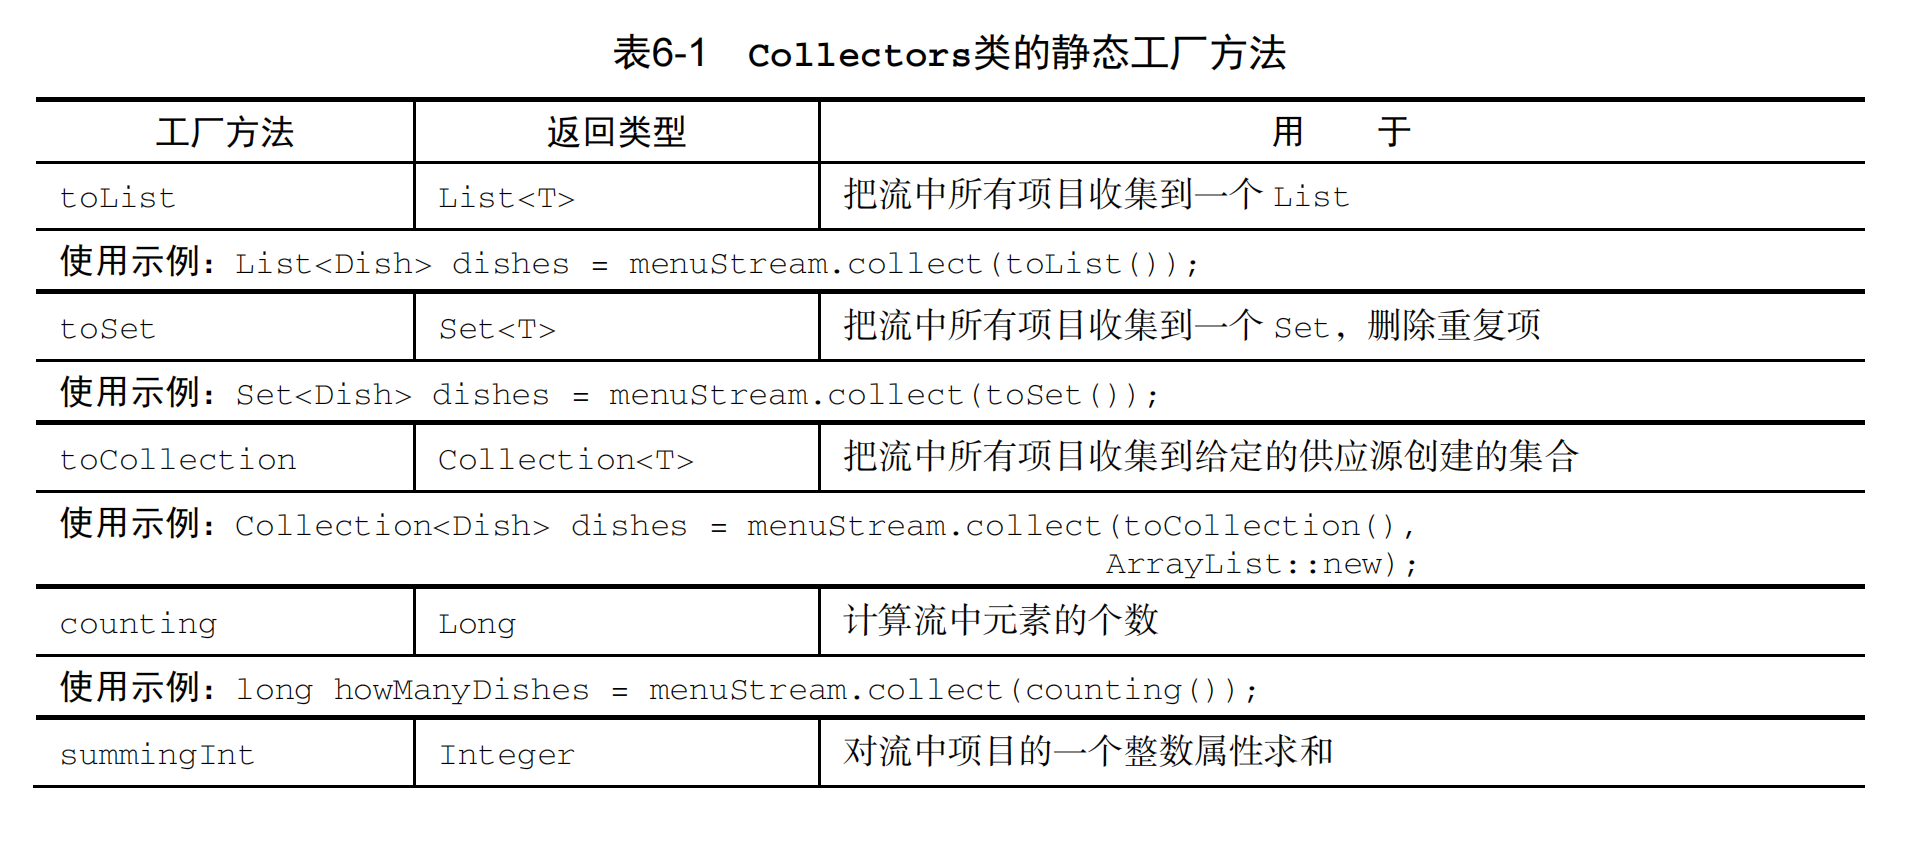 表6-1 Collectors类的静态工厂方法
工厂方法 返回类型 用 于
toList List<T> 把流中所有项目收集到一个 List
使用示例：List<Dish> dishes = menuStream.collect(toList());
toSet Set<T> 把流中所有项目收集到一个 Set，删除重复项
使用示例：Set<Dish> dishes = menuStream.collect(toSet());
toCollection Collection<T> 把流中所有项目收集到给定的供应源创建的集合
使用示例：Collection<Dish> dishes = menuStream.collect(toCollection(),
ArrayList::new);
counting Long 计算流中元素的个数
使用示例：long howManyDishes = menuStream.collect(counting());
summingInt Integer 对流中项目的一个整数属性求和